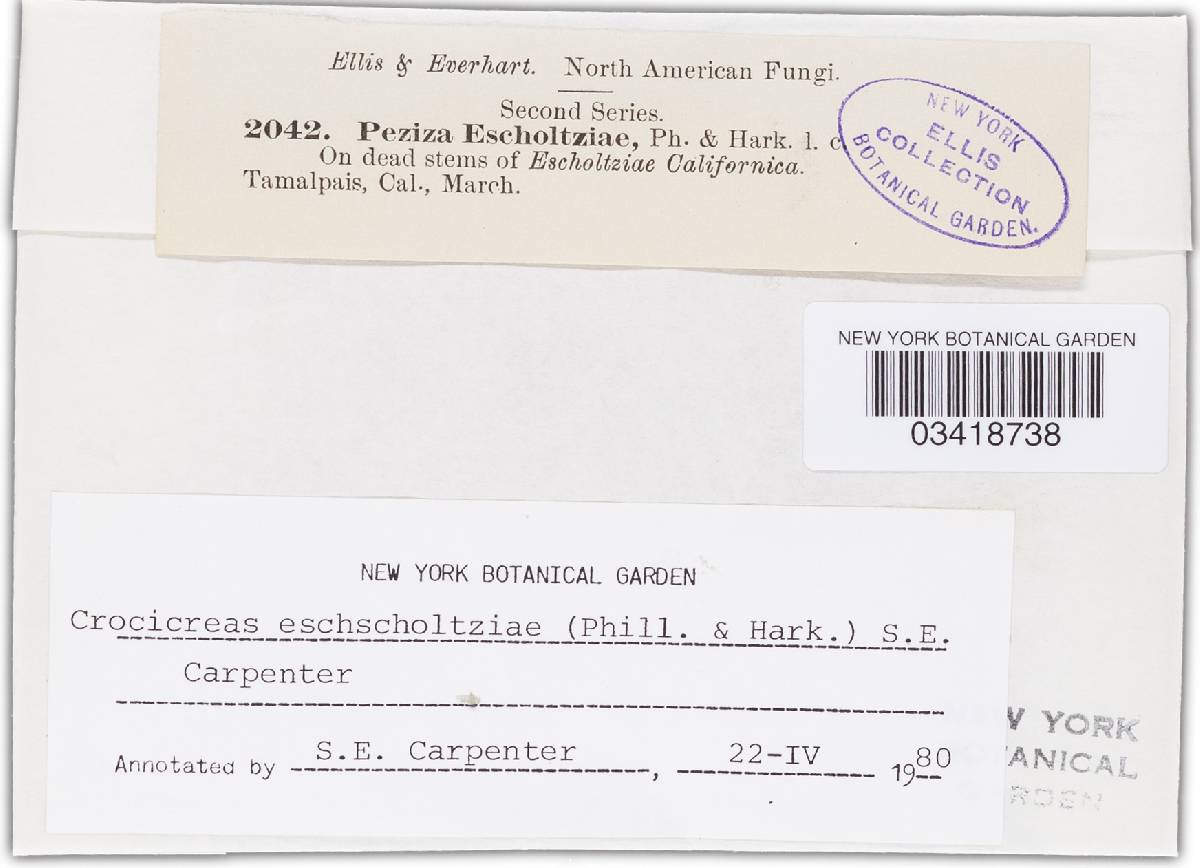 Ellis & Everhart. North American Fungi.
Second Series.
2042. Peziza Escholtziae, Ph. & Hark. l. c.
On dead stems of Escholtziae Californica.
Tamalpais, Cal., March.
NEW YORK
ELLIS
COLLECTION
BOTANICAL GARDEN.
NEW YORK BOTANICAL GARDEN
03418738
NEW YORK BOTANICAL GARDEN
Crocicreas eschscholtziae (Phill. & Hark.) S.E.
Carpenter
Annotated by S.E. Carpenter, 22-IV 1980
W YORK
TANICAL
RDEN